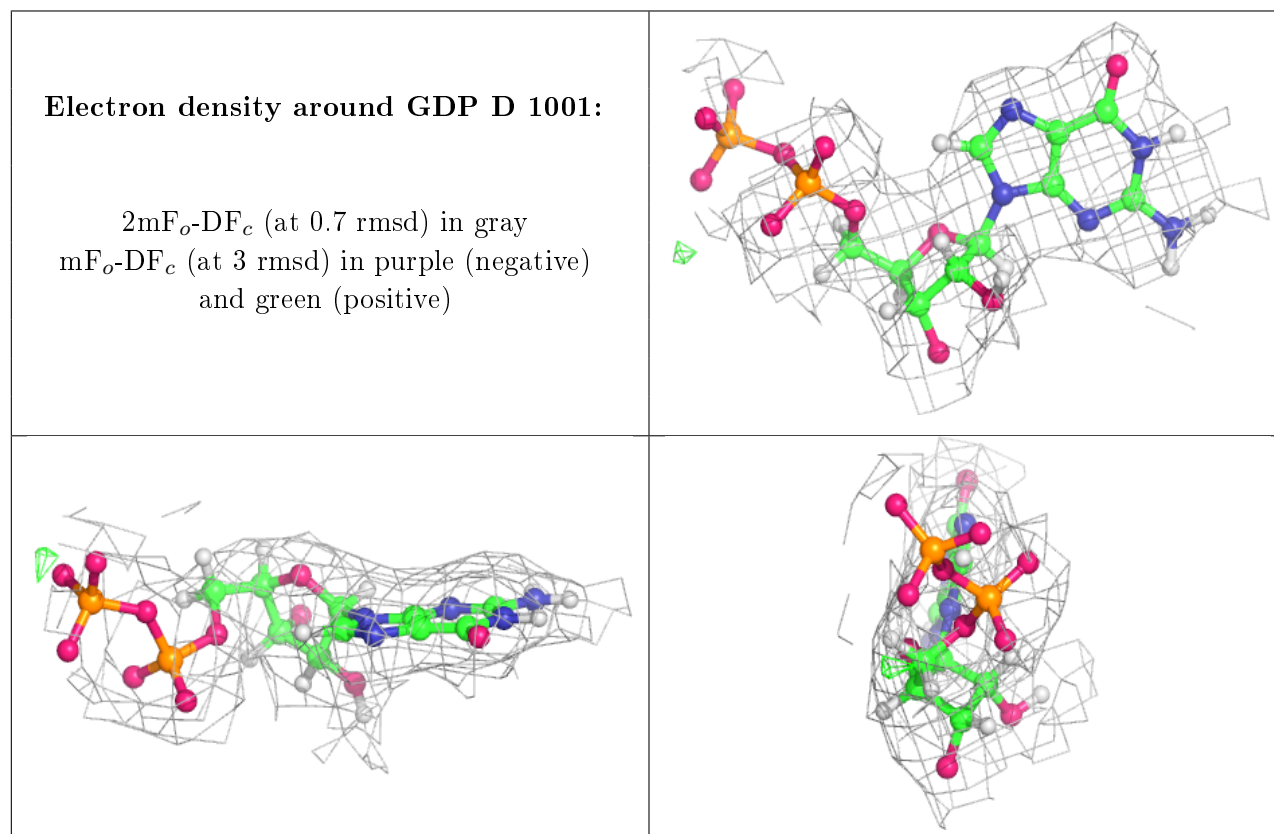 Electron density around GDP D 1001:
2mFo-DFc (at 0.7 rmsd) in gray
mFo-DFc (at 3 rmsd) in purple (negative)
and green (positive)